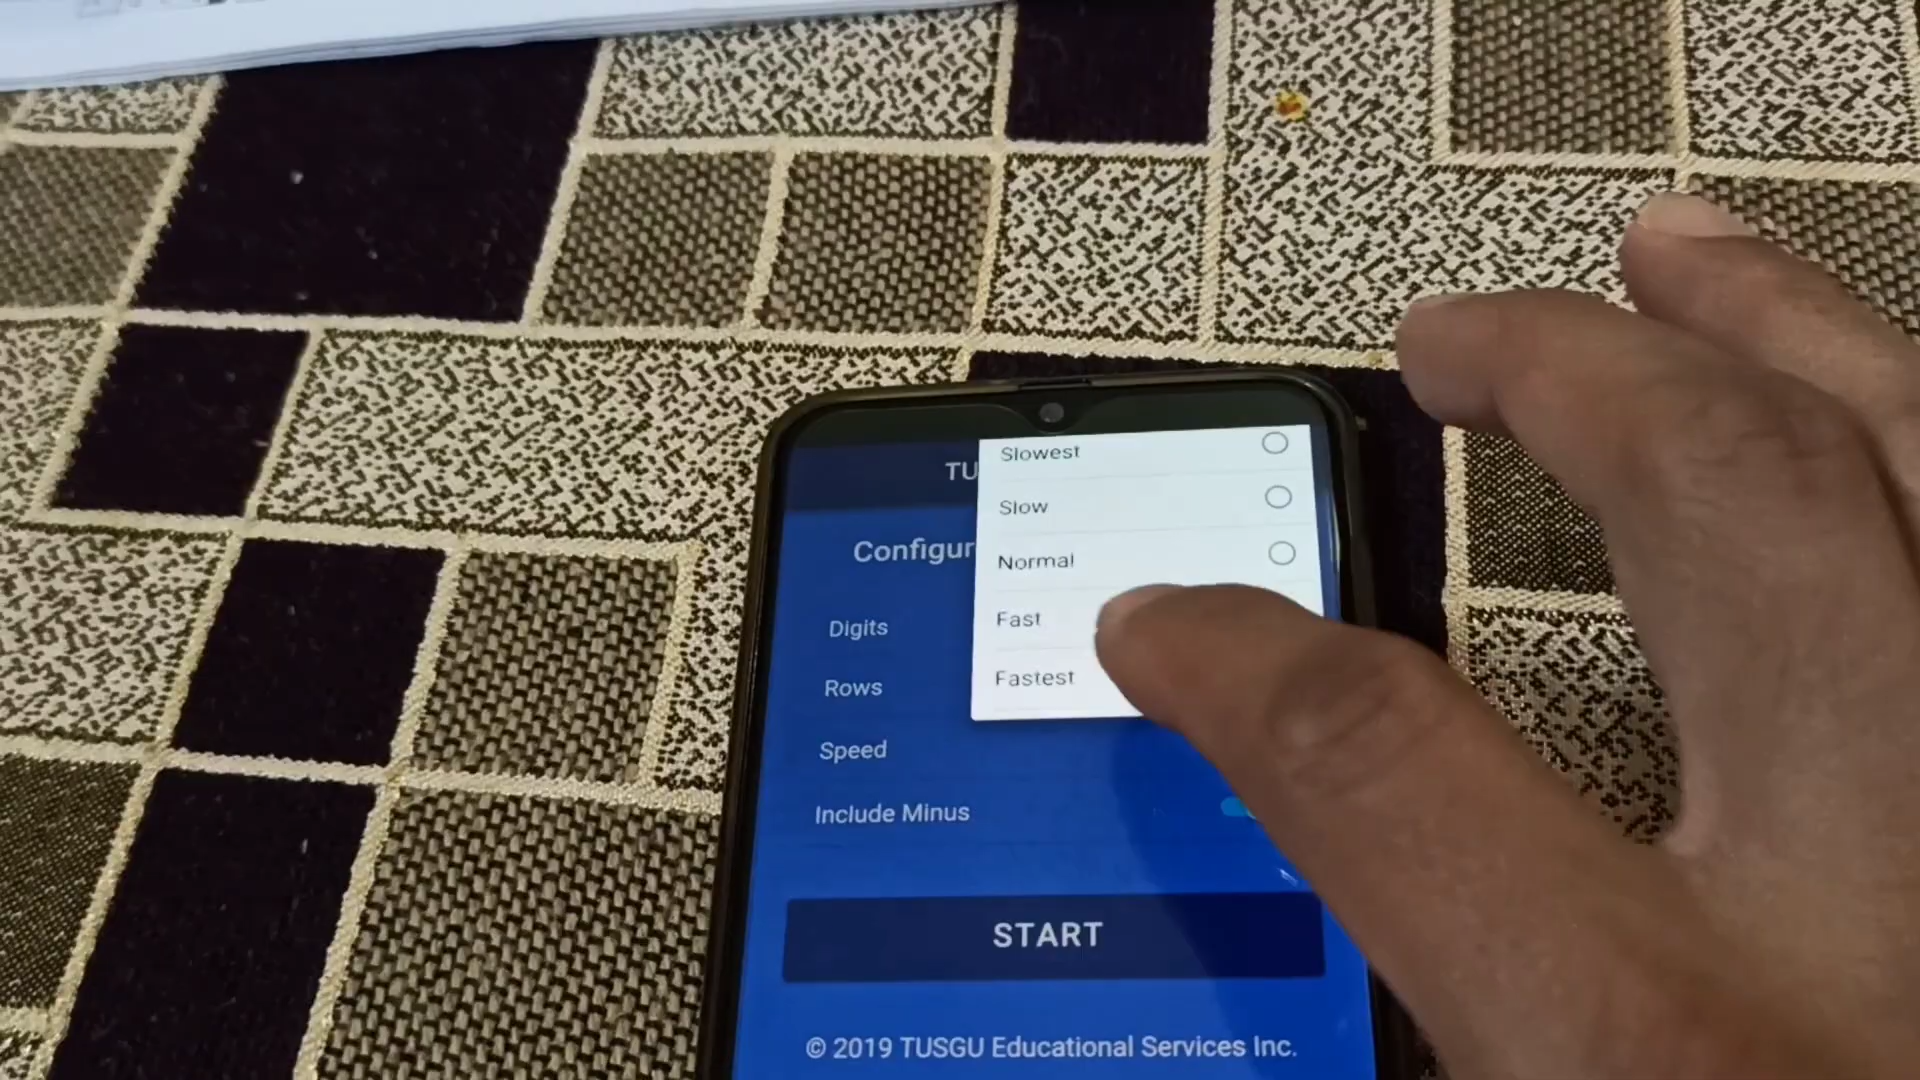 TU
Slowest
Slow
Configur
Normal
Digits
Fast
Rows
Fastest
Speed
Include Minus
START
© 2019 TUSGU Educational Services Inc.